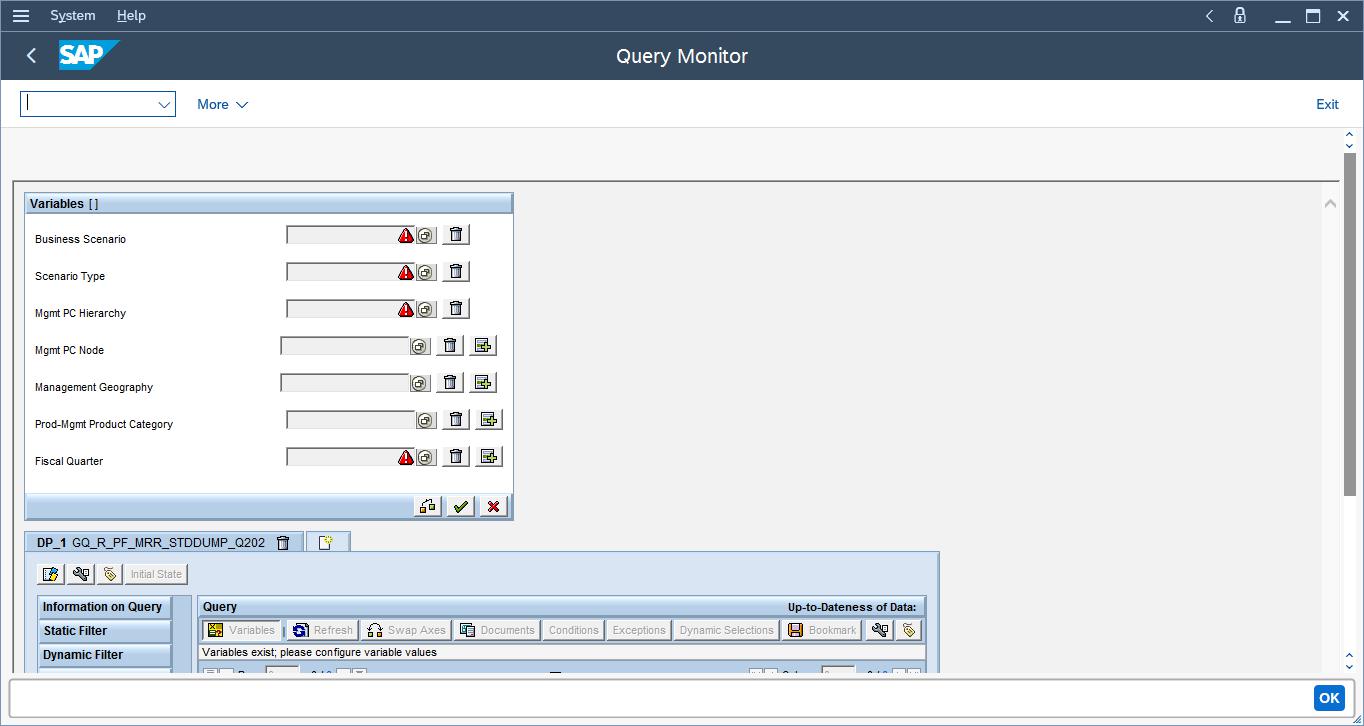 System Help
SAP Query Monitor
More Exit
Variables [ ]
Business Scenario
Scenario Type
Mgmt PC Hierarchy
Mgmt PC Node
Management Geography
Prod-Mgmt Product Category
Fiscal Quarter
DP_1 GQ_R_PF_MRR_STDDUMP_Q202
Initial State
Information on Query
Static Filter
Dynamic Filter
Query Up-to-Dateness of Data:
Variables Refresh Swap Axes Documents Conditions Exceptions Dynamic Selections Bookmark
Variables exist; please configure variable values
OK